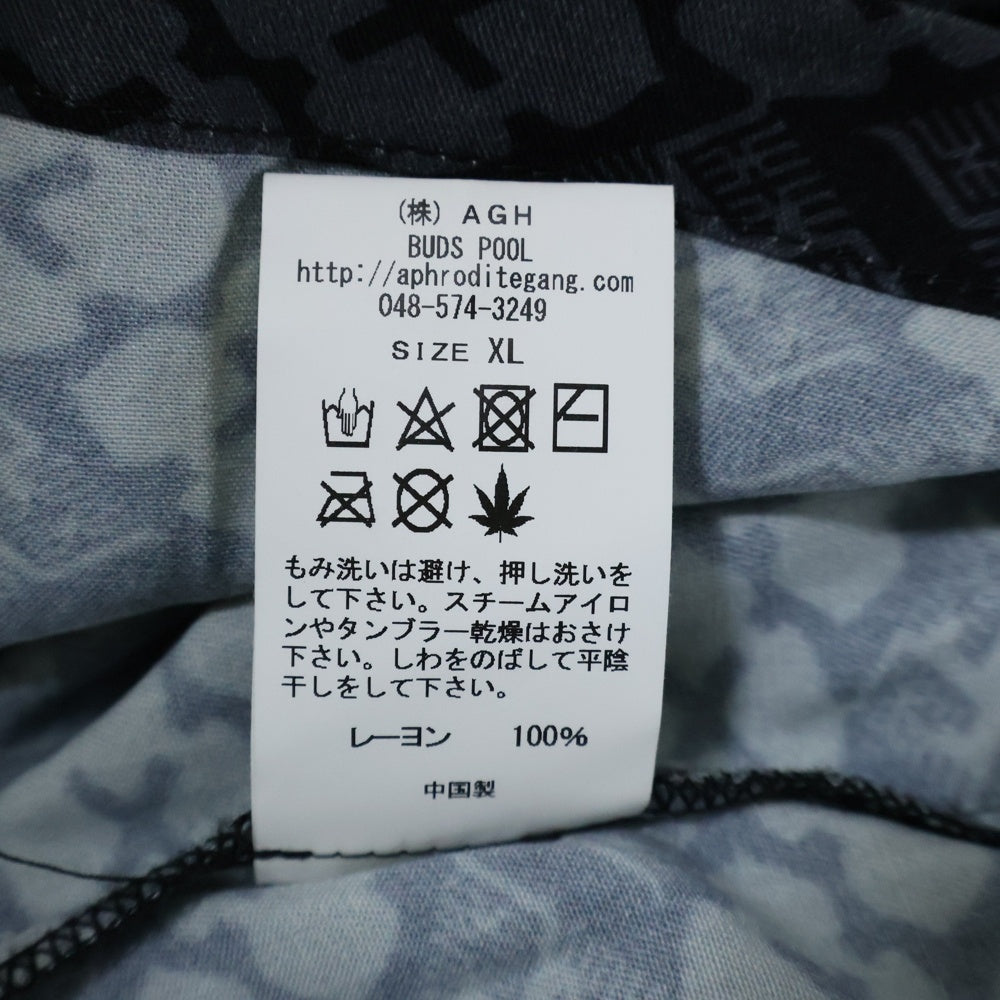 (株) AGH
BUDS POOL
http://aphroditegang.com
048-574-3249
SIZE XL
もみ洗いは避け、押し洗いを
して下さい。スチームアイロ
ンやタンブラー乾燥はおさけ
下さい。しわをのばして平陰
干しをして下さい。
レーヨン 100%
中国製